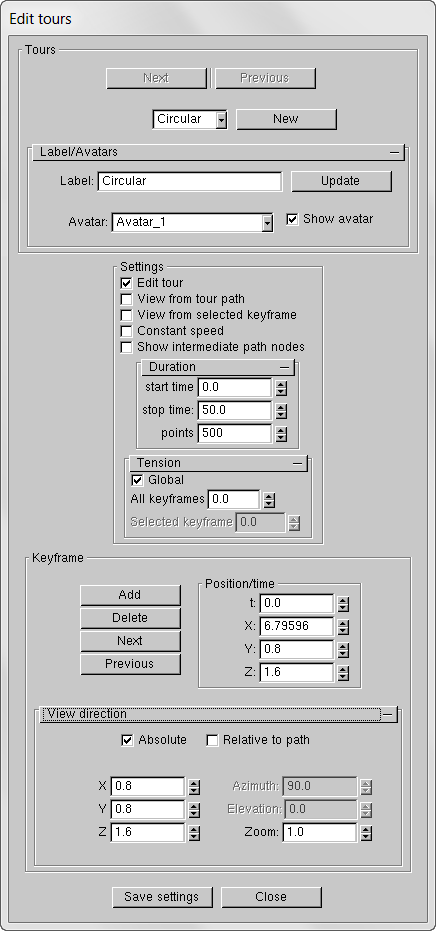 Edit tours
Tours
Next Previous
Circular New
Label/Avatars
Label: Circular Update
Avatar: Avatar_1 Show avatar
Settings
Edit tour
View from tour path
View from selected keyframe
Constant speed
Show intermediate path nodes
Duration
start time 0.0
stop time: 50.0
points 500
Tension
Global
All keyframes 0.0
Selected keyframe 0.0
Keyframe
Position/time
Add t: 0.0
Delete X: 6.79596
Next Y: 0.8
Previous Z: 1.6
View direction
Absolute Relative to path
X 0.8 Azimuth: 90.0
Y 0.8 Elevation: 0.0
Z 1.6 Zoom: 1.0
Save settings Close